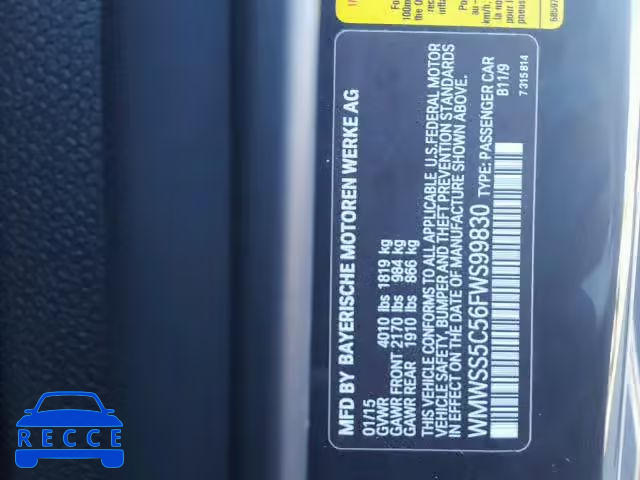 MFD BY BAYERISCHE MOTOREN WERKE AG
01/15
GVWR 4010 lbs 1819 kg
GAWR FRONT 2170 lbs 984 kg
GAWR REAR 1910 lbs 866 kg
THIS VEHICLE CONFORMS TO ALL APPLICABLE U.S. FEDERAL MOTOR
VEHICLE SAFETY, BUMPER AND THEFT PREVENTION STANDARDS
IN EFFECT ON THE DATE OF MANUFACTURE SHOWN ABOVE.
WMWSS5C56FWS99830 TYPE: PASSENGER CAR
B11/9
7 315 814
RECCE